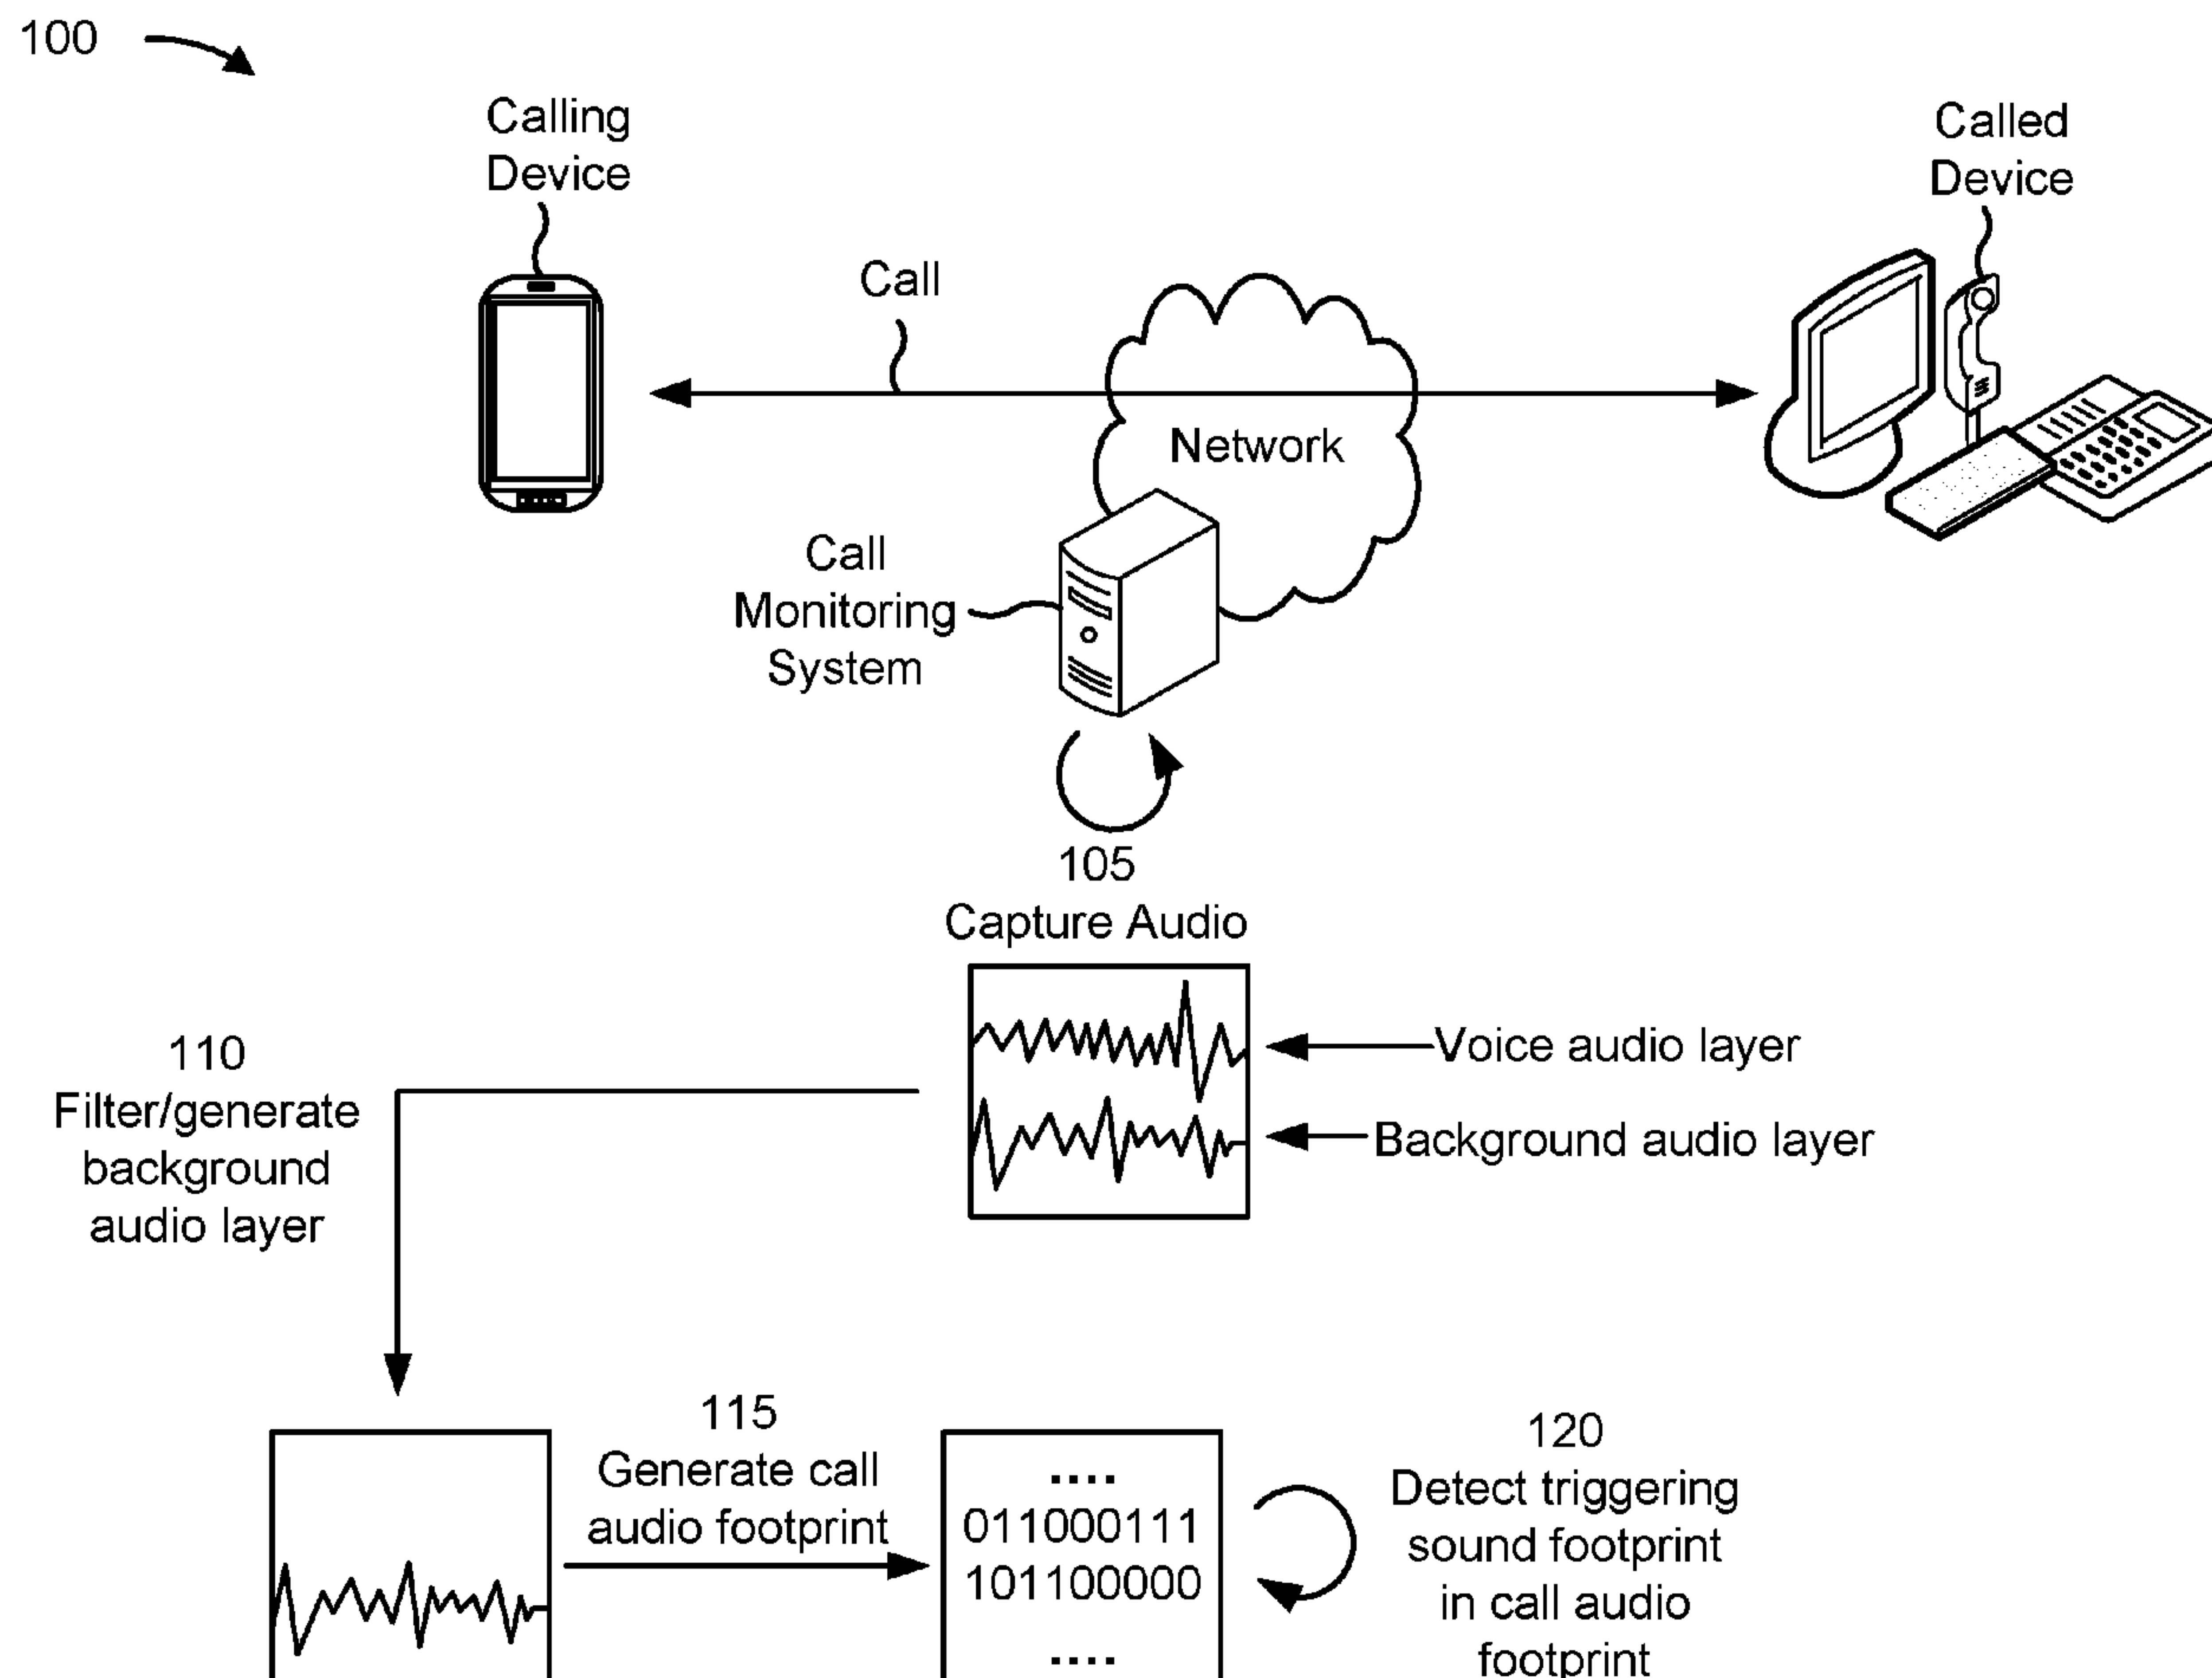 100
Calling
Device
Called
Device
Call
Network
Call
Monitoring
System
105
Capture Audio
Voice audio layer
Background audio layer
110
Filter/generate
background
audio layer
115
Generate call
audio footprint
....
011000111
101100000
....
120
Detect triggering
sound footprint
in call audio
footprint